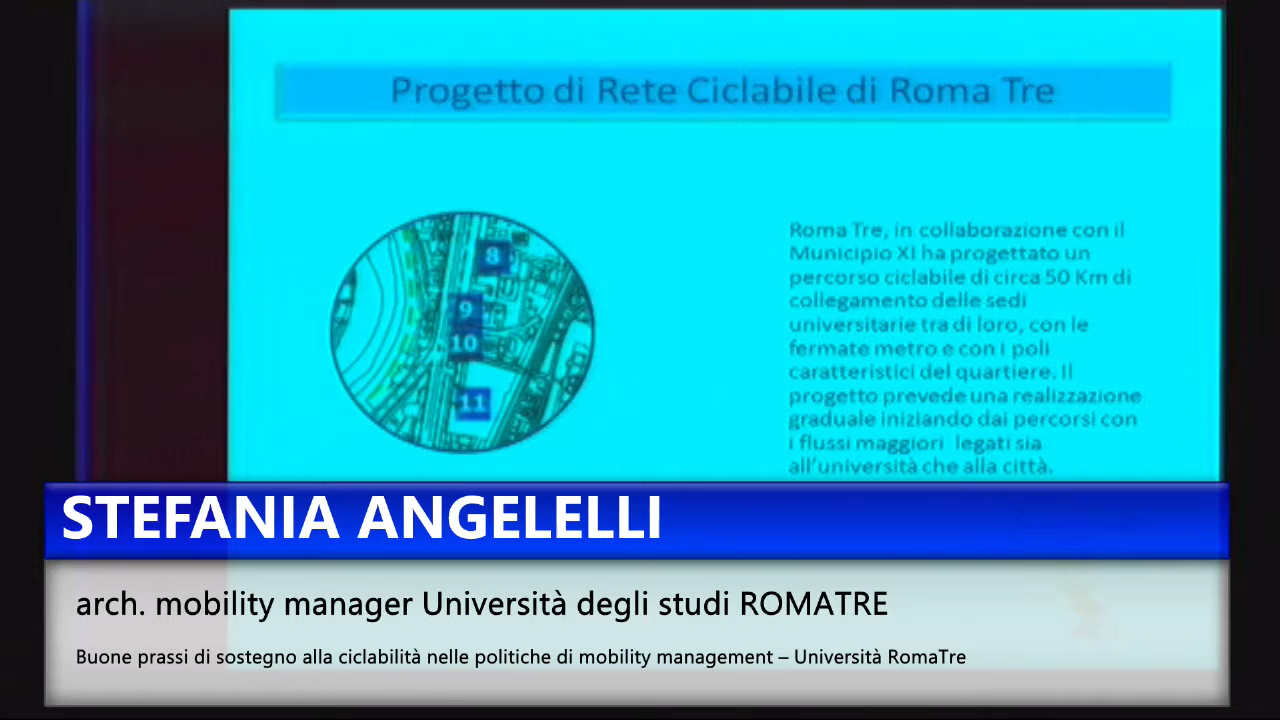 Progetto di Rete Ciclabile di Roma Tre
8
9
10
11
Roma Tre, in collaborazione con il
Municipio XI ha progettato un
percorso ciclabile di circa 50 Km di
collegamento delle sedi
universitarie tra di loro, con le
fermate metro e con i poli
caratteristici del quartiere. Il
progetto prevede una realizzazione
graduale iniziando dai percorsi con
i flussi maggiori legati sia
all'università che alla città.
STEFANIA ANGELELLI
arch. mobility manager Università degli studi ROMATRE
Buone prassi di sostegno alla ciclabilità nelle politiche di mobility management – Università RomaTre